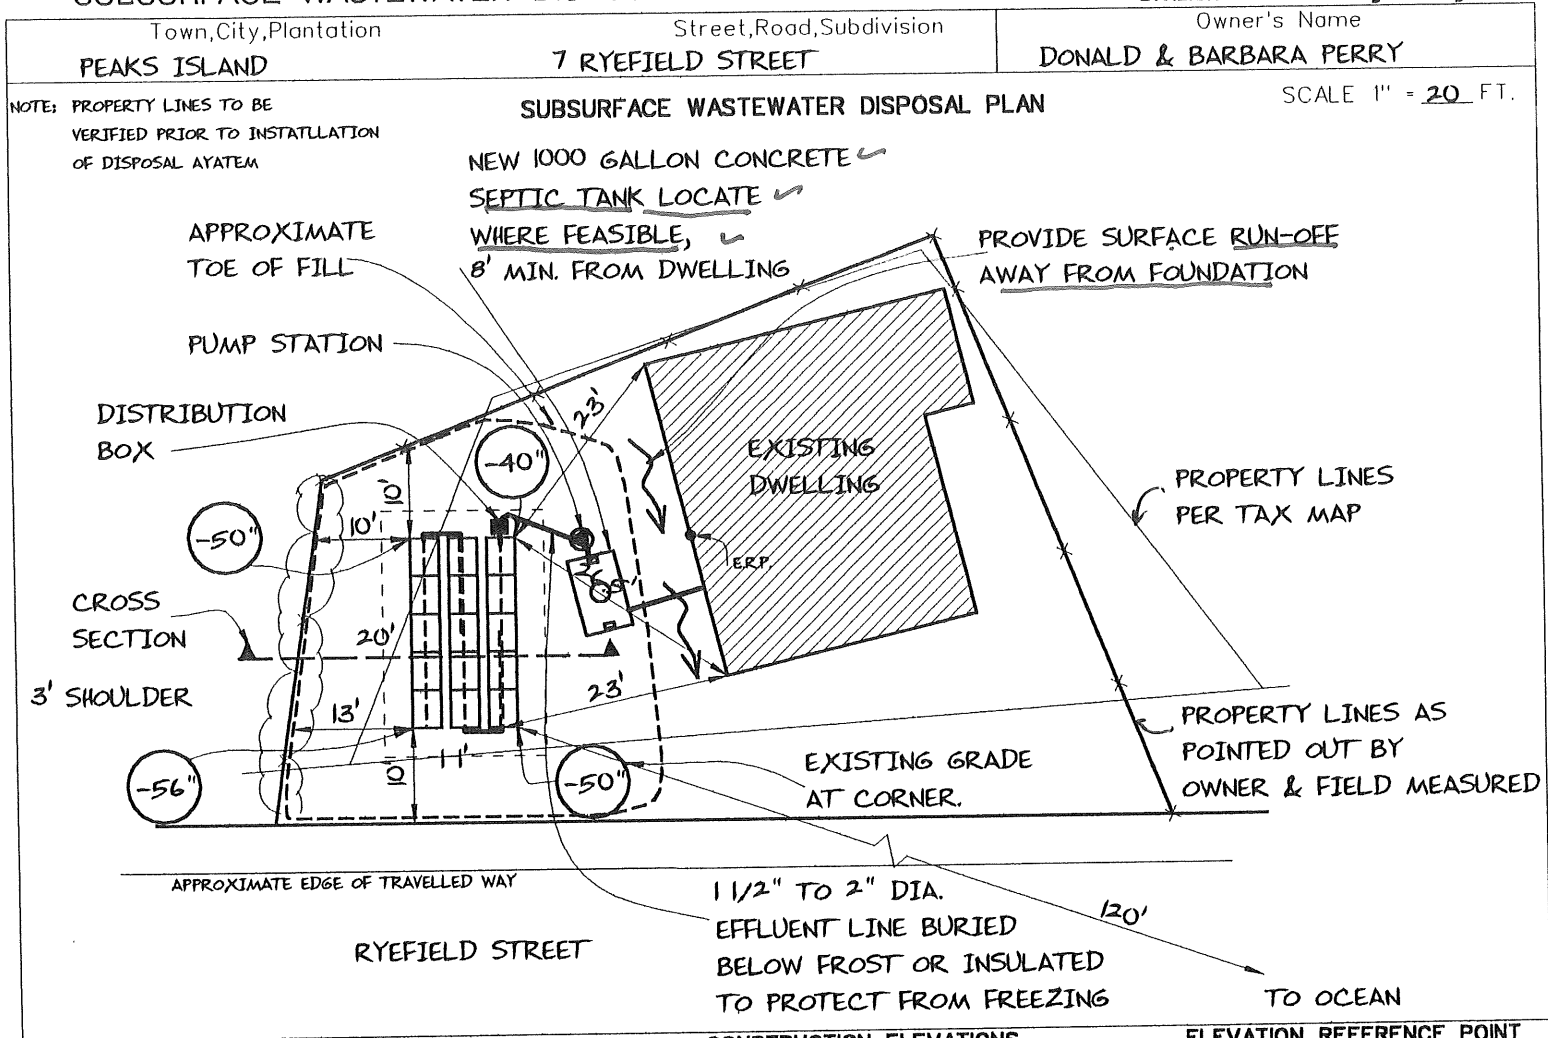 Town,City,Plantation
Street,Road,Subdivision
Owner's Name
PEAKS ISLAND
7 RYEFIELD STREET
DONALD & BARBARA PERRY
NOTE: PROPERTY LINES TO BE
VERIFIED PRIOR TO INSTATLLATION
OF DISPOSAL AYATEM
SUBSURFACE WASTEWATER DISPOSAL PLAN
SCALE 1" = 20 FT.
NEW 1000 GALLON CONCRETE
SEPTIC TANK LOCATE
WHERE FEASIBLE,
8' MIN. FROM DWELLING
APPROXIMATE
TOE OF FILL
PROVIDE SURFACE RUN-OFF
AWAY FROM FOUNDATION
PUMP STATION
DISTRIBUTION
BOX
23'
-40"
EXISTING
DWELLING
PROPERTY LINES
PER TAX MAP
10'
10'
-50"
E.R.P.
CROSS
SECTION
20'
3' SHOULDER
13'
23'
11'
10'
-56"
-50"
EXISTING GRADE
AT CORNER.
PROPERTY LINES AS
POINTED OUT BY
OWNER & FIELD MEASURED
APPROXIMATE EDGE OF TRAVELLED WAY
RYEFIELD STREET
1 1/2" TO 2" DIA.
EFFLUENT LINE BURIED
BELOW FROST OR INSULATED
TO PROTECT FROM FREEZING
120'
TO OCEAN
CONSTRUCTION ELEVATIONS
ELEVATION REFERENCE POINT